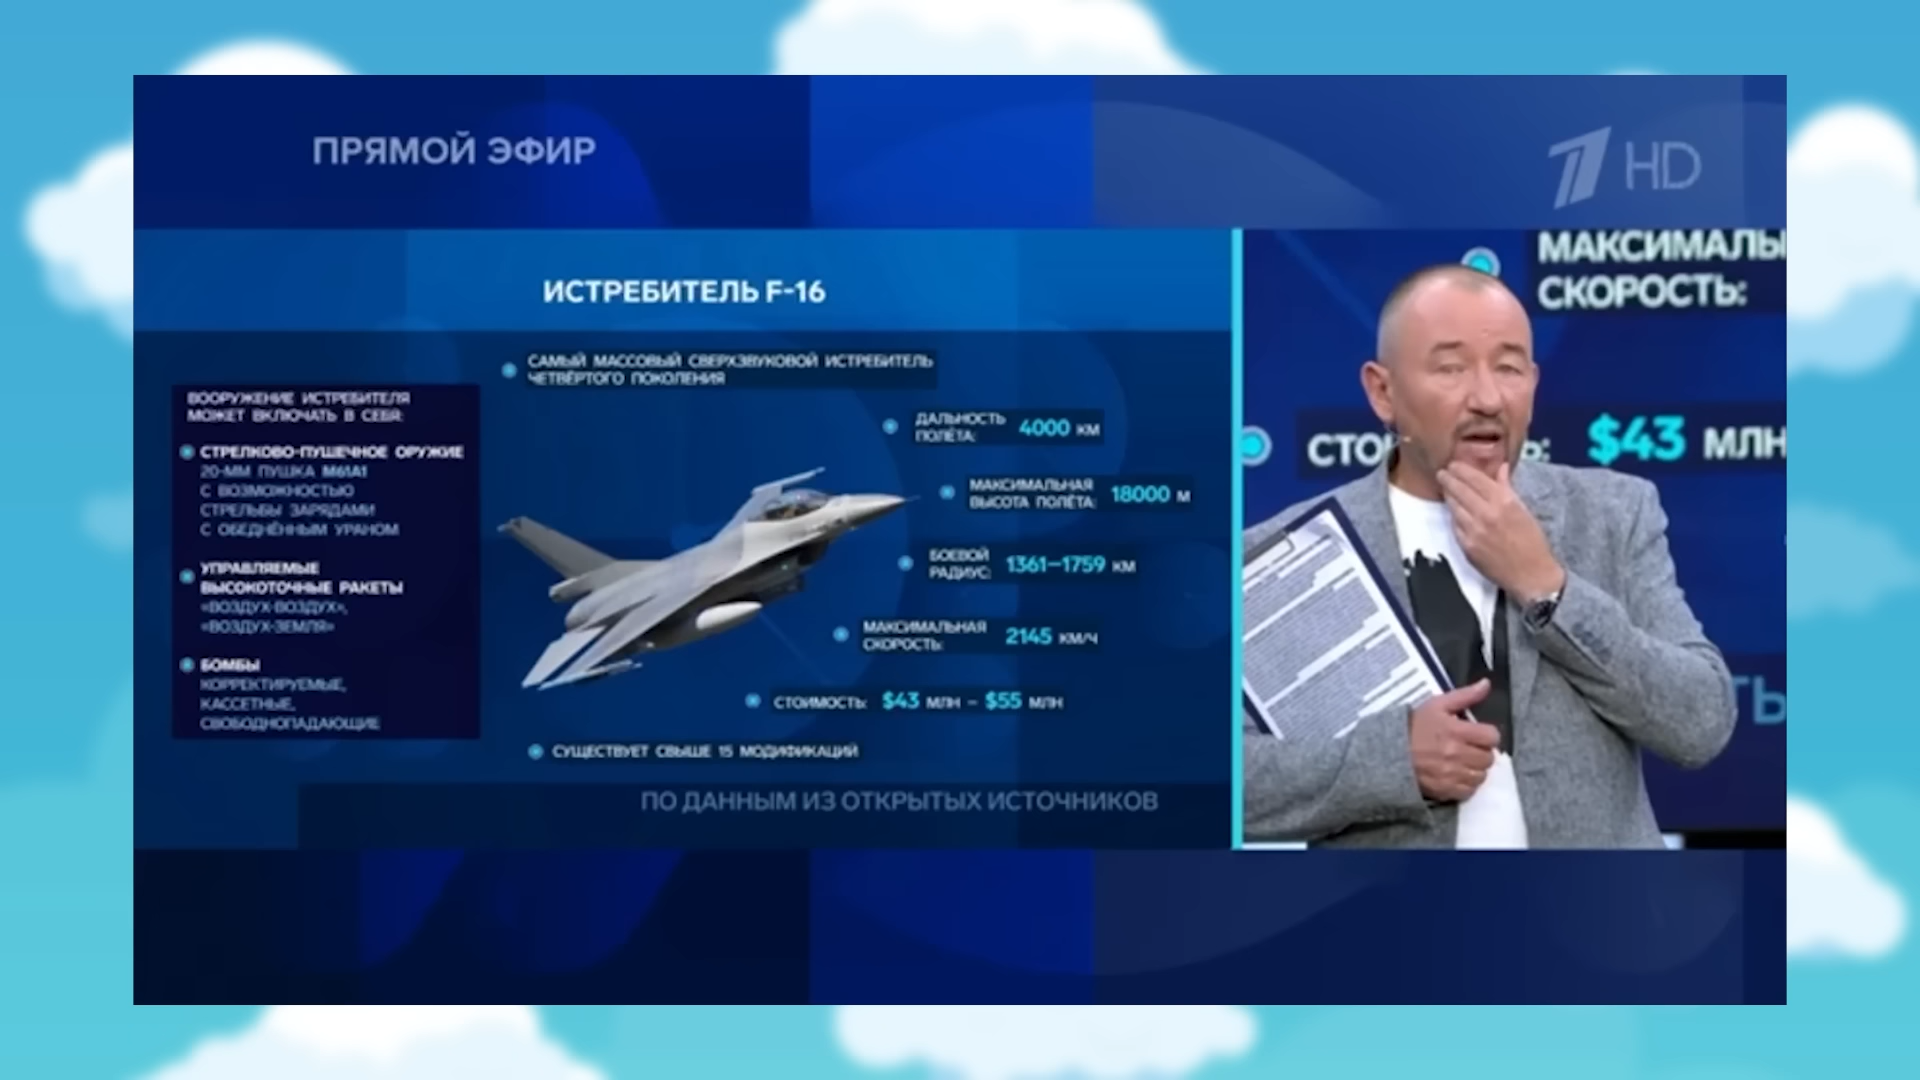 ПРЯМОЙ ЭФИР
1 HD
ИСТРЕБИТЕЛЬ F-16
САМЫЙ МАССОВЫЙ СВЕРХЗВУКОВОЙ ИСТРЕБИТЕЛЬ
ЧЕТВЁРТОГО ПОКОЛЕНИЯ
ВООРУЖЕНИЕ ИСТРЕБИТЕЛЯ
МОЖЕТ ВКЛЮЧАТЬ В СЕБЯ:
СТРЕЛКОВО-ПУШЕЧНОЕ ОРУЖИЕ
20-ММ ПУШКА M61A1
С ВОЗМОЖНОСТЬЮ
СТРЕЛЬБЫ ЗАРЯДАМИ
С ОБЕДНЁННЫМ УРАНОМ
УПРАВЛЯЕМЫЕ
ВЫСОКОТОЧНЫЕ РАКЕТЫ
«ВОЗДУХ-ВОЗДУХ»,
«ВОЗДУХ-ЗЕМЛЯ»
БОМБЫ
КОРРЕКТИРУЕМЫЕ,
КАССЕТНЫЕ,
СВОБОДНОПАДАЮЩИЕ
ДАЛЬНОСТЬ
ПОЛЁТА: 4000 КМ
МАКСИМАЛЬНАЯ
ВЫСОТА ПОЛЁТА: 18000 М
БОЕВОЙ
РАДИУС: 1361–1759 КМ
МАКСИМАЛЬНАЯ
СКОРОСТЬ: 2145 КМ/Ч
СТОИМОСТЬ: $43 МЛН – $55 МЛН
СУЩЕСТВУЕТ СВЫШЕ 15 МОДИФИКАЦИЙ
ПО ДАННЫМ ИЗ ОТКРЫТЫХ ИСТОЧНИКОВ
МАКСИМАЛЬ
СКОРОСТЬ:
СТО Ь: $43 МЛН
ТЬ